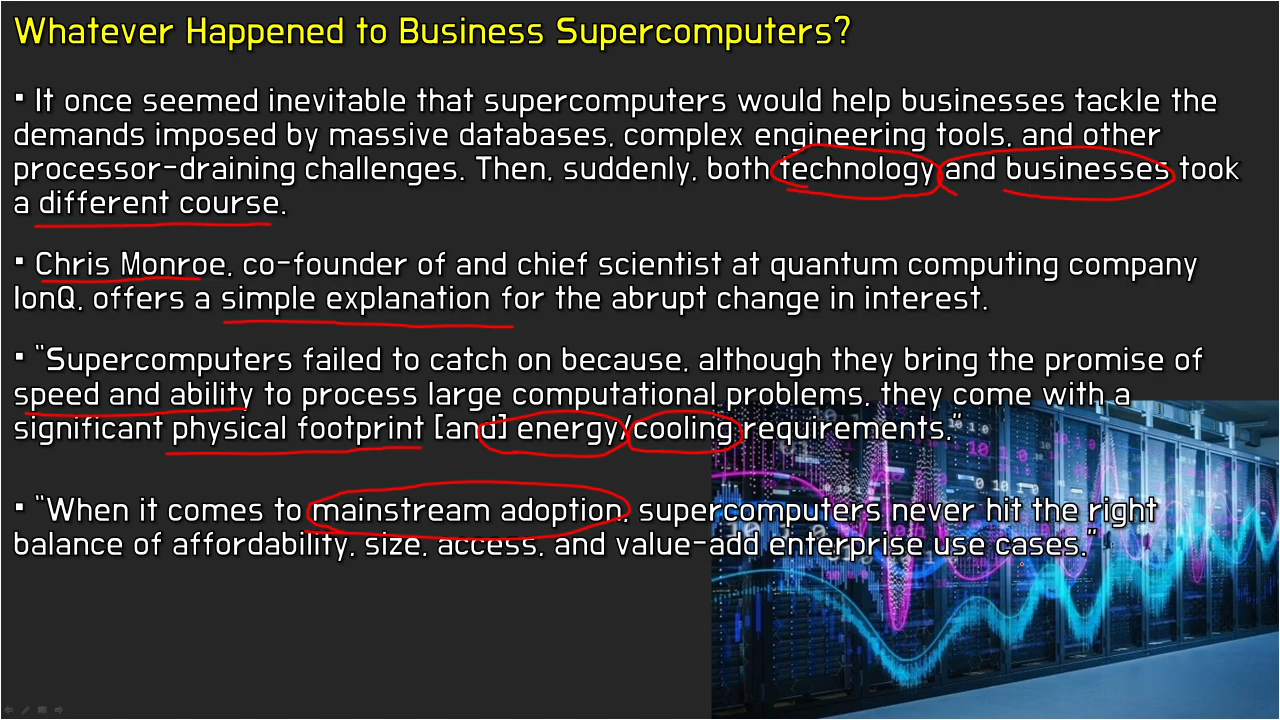 Whatever Happened to Business Supercomputers?
▪ It once seemed inevitable that supercomputers would help businesses tackle the
demands imposed by massive databases, complex engineering tools, and other
processor-draining challenges. Then, suddenly, both technology and businesses took
a different course.
▪ Chris Monroe, co-founder of and chief scientist at quantum computing company
IonQ, offers a simple explanation for the abrupt change in interest.
▪ "Supercomputers failed to catch on because, although they bring the promise of
speed and ability to process large computational problems, they come with a
significant physical footprint [and] energy/cooling requirements."
▪ "When it comes to mainstream adoption, supercomputers never hit the right
balance of affordability, size, access, and value-add enterprise use cases."